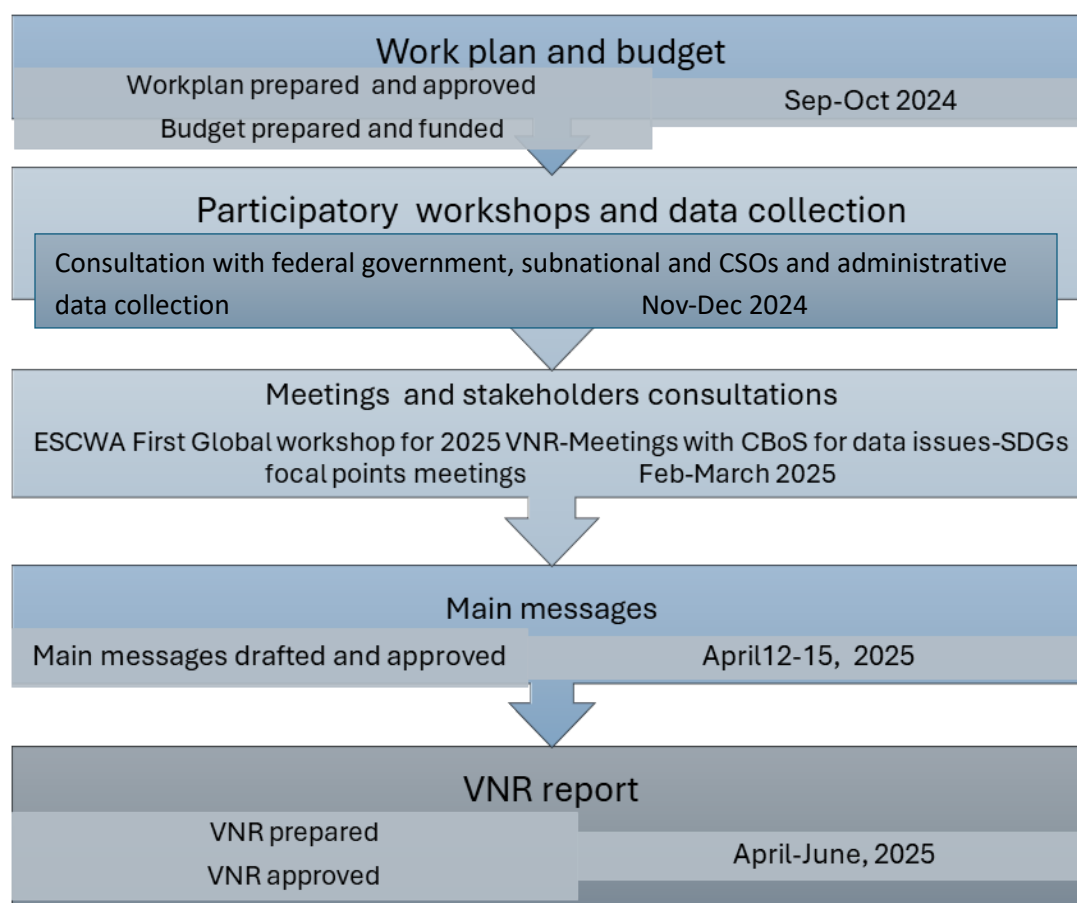 Work plan and budget
Workplan prepared and approved
Budget prepared and funded
Sep-Oct 2024
Participatory workshops and data collection
Consultation with federal government, subnational and CSOs and administrative
data collection Nov-Dec 2024
Meetings and stakeholders consultations
ESCWA First Global workshop for 2025 VNR-Meetings with CBoS for data issues-SDGs
focal points meetings Feb-March 2025
Main messages
Main messages drafted and approved April12-15, 2025
VNR report
VNR prepared
VNR approved
April-June, 2025